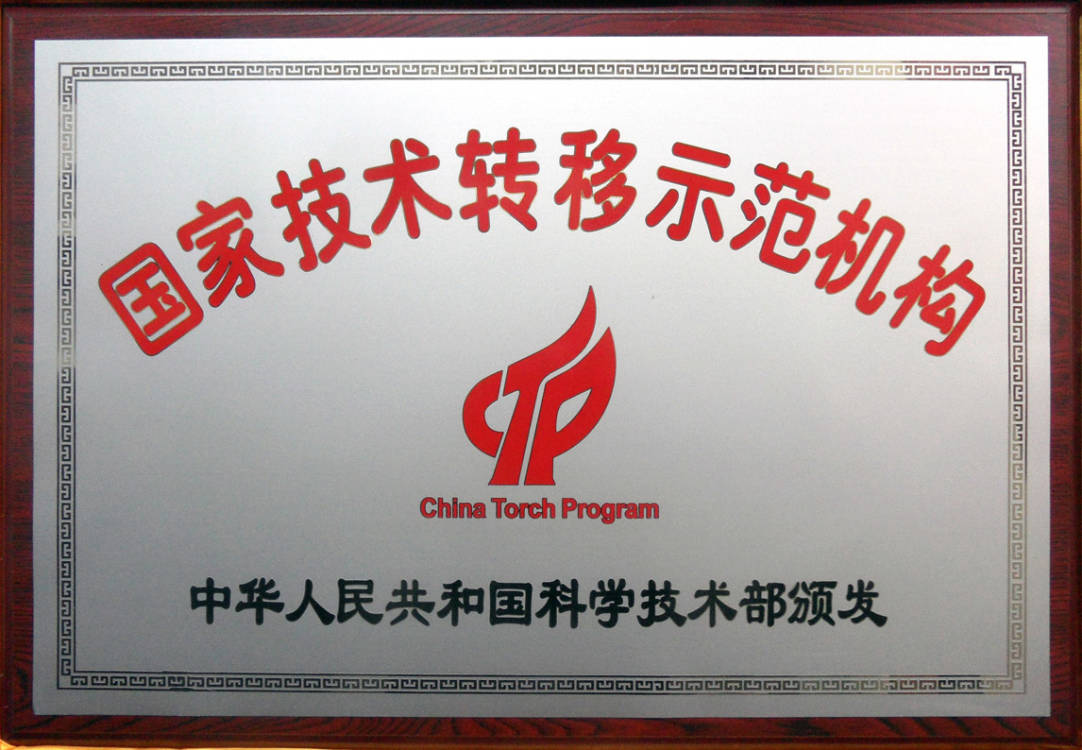 国家技术转移示范机构
CTP
China Torch Program
中华人民共和国科学技术部颁发